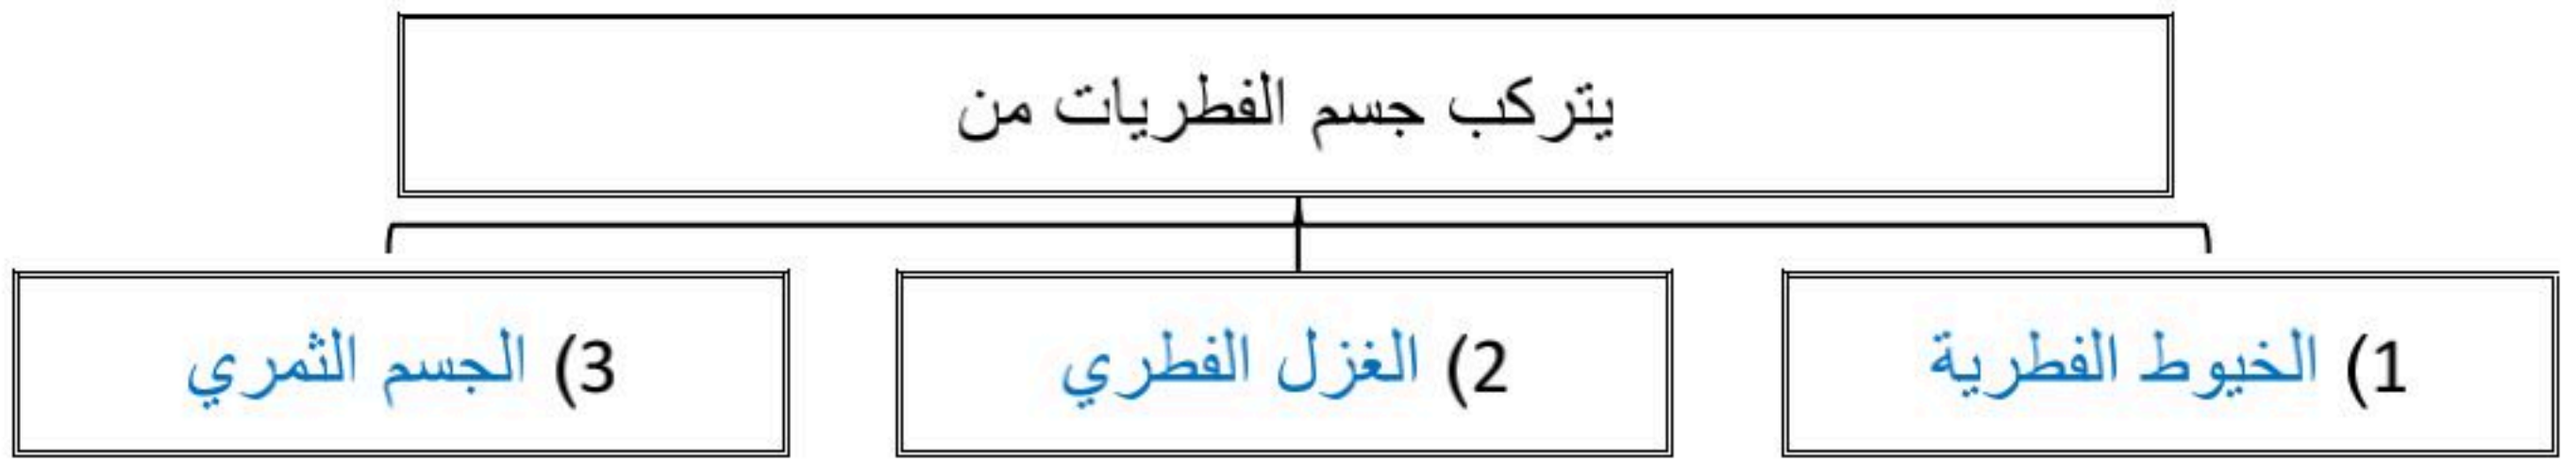 يتركب جسم الفطريات من
1) الخيوط الفطرية
2) الغزل الفطري
3) الجسم الثمري